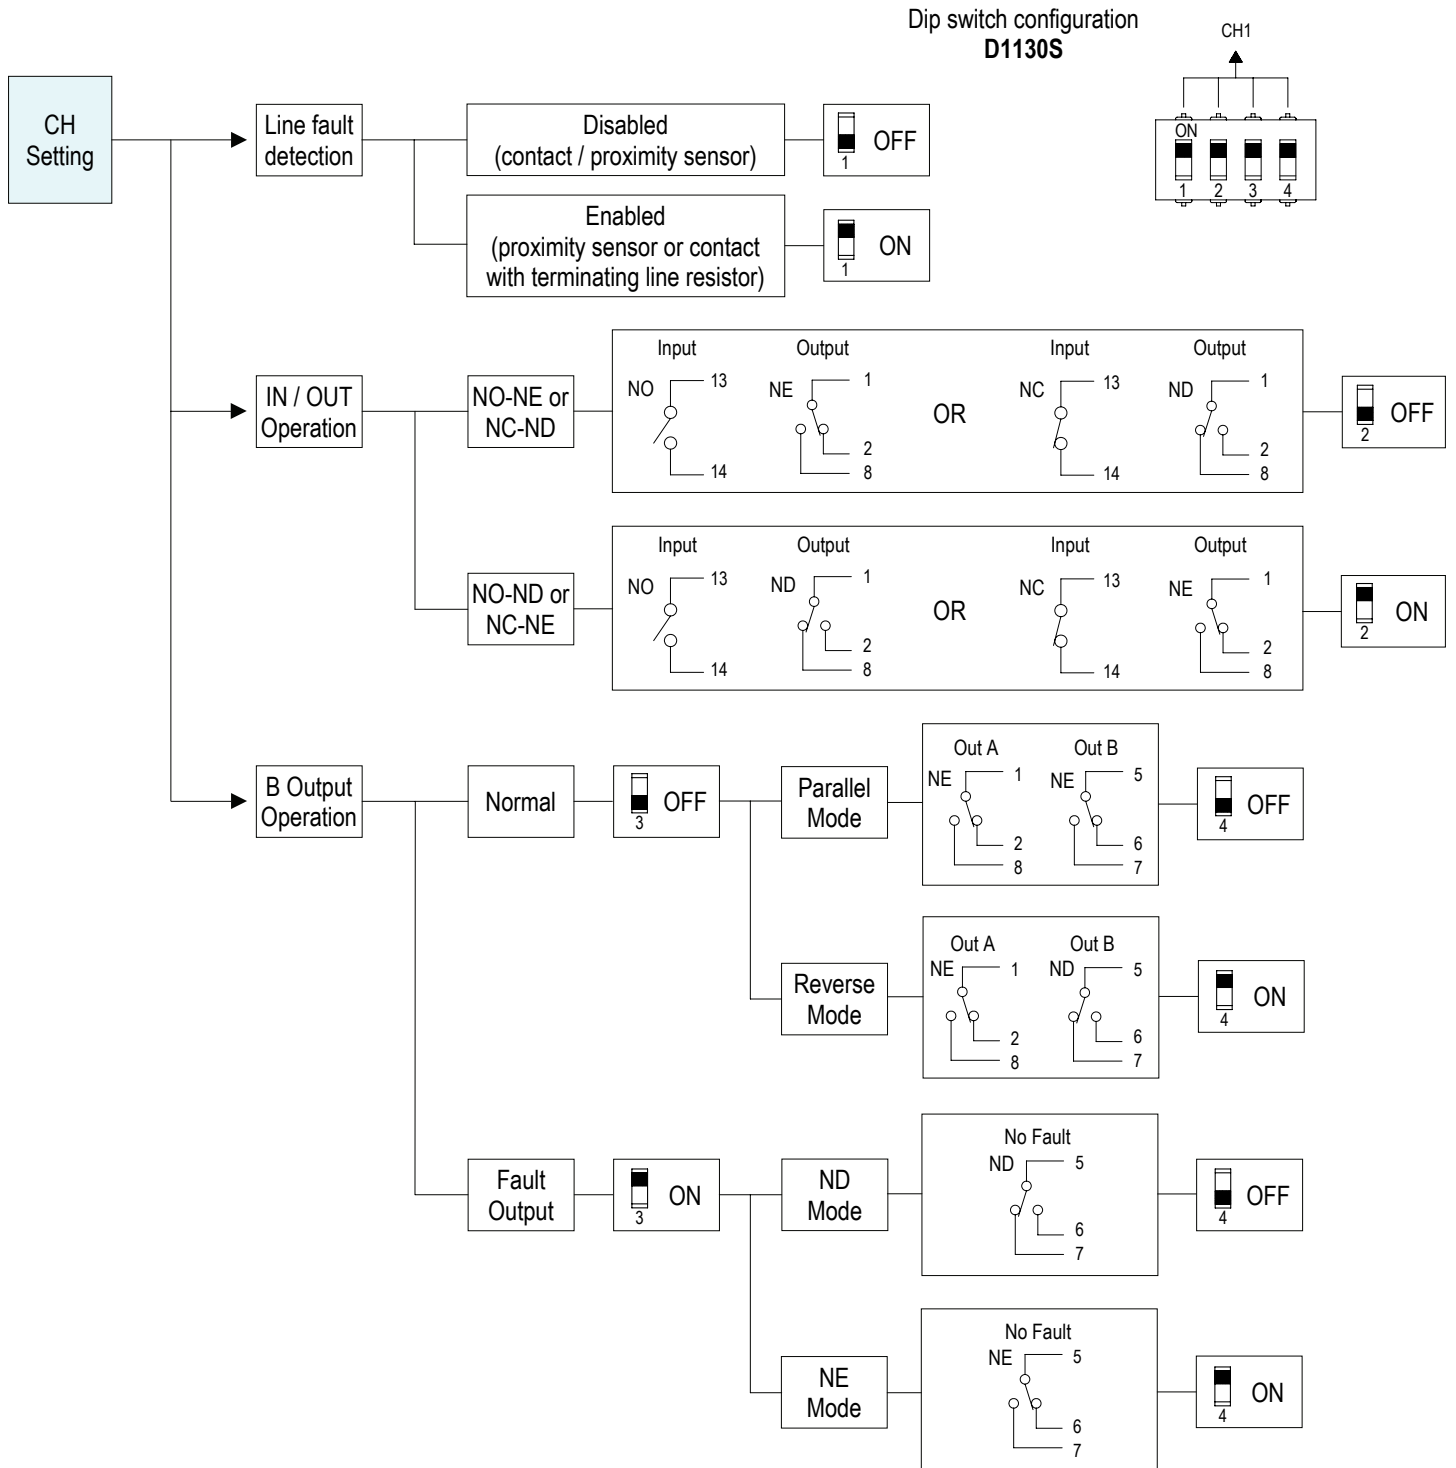 Dip switch configuration
D1130S
CH1
ON
1 2 3 4
CH
Setting
Line fault
detection
Disabled
(contact / proximity sensor)
1
OFF
Enabled
(proximity sensor or contact
with terminating line resistor)
1
ON
IN / OUT
Operation
NO-NE or
NC-ND
Input
NO
13
14
Output
NE
1
2
8
OR
Input
NC
13
14
Output
ND
1
2
8
2
OFF
NO-ND or
NC-NE
Input
NO
13
14
Output
ND
1
2
8
OR
Input
NC
13
14
Output
NE
1
2
8
2
ON
B Output
Operation
Normal
3
OFF
Parallel
Mode
Out A
NE
1
2
8
Out B
NE
5
6
7
4
OFF
Reverse
Mode
Out A
NE
1
2
8
Out B
ND
5
6
7
4
ON
Fault
Output
3
ON
ND
Mode
No Fault
ND
5
6
7
4
OFF
NE
Mode
No Fault
NE
5
6
7
4
ON